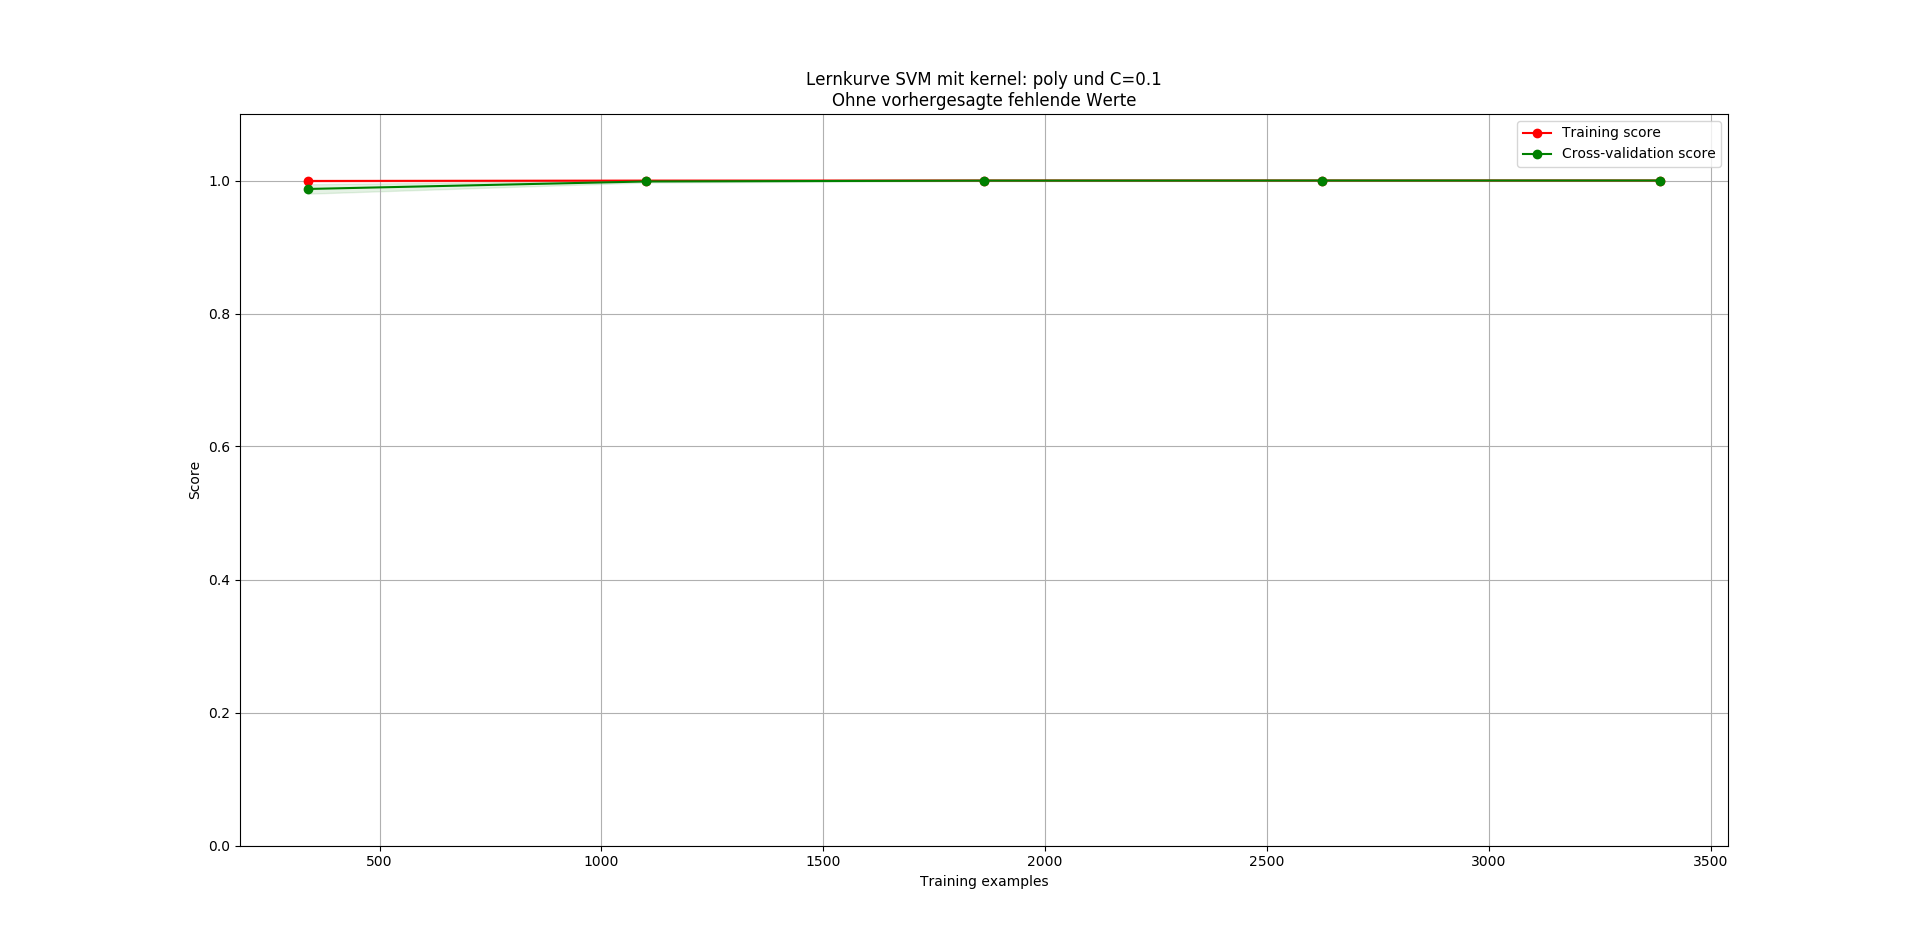 Lernkurve SVM mit kernel: poly und C=0.1
Ohne vorhergesagte fehlende Werte
Training score
Cross-validation score
1.0
0.8
0.6
0.4
0.2
0.0
Score
500
1000
1500
2000
2500
3000
3500
Training examples